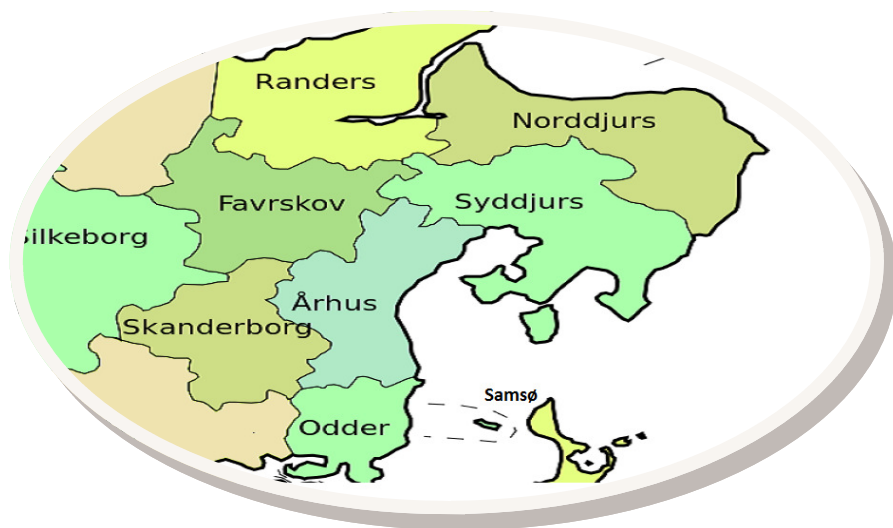 Randers
Norddjurs
Favrskov
Syddjurs
ilkeborg
Århus
Skanderborg
Samsø
Odder